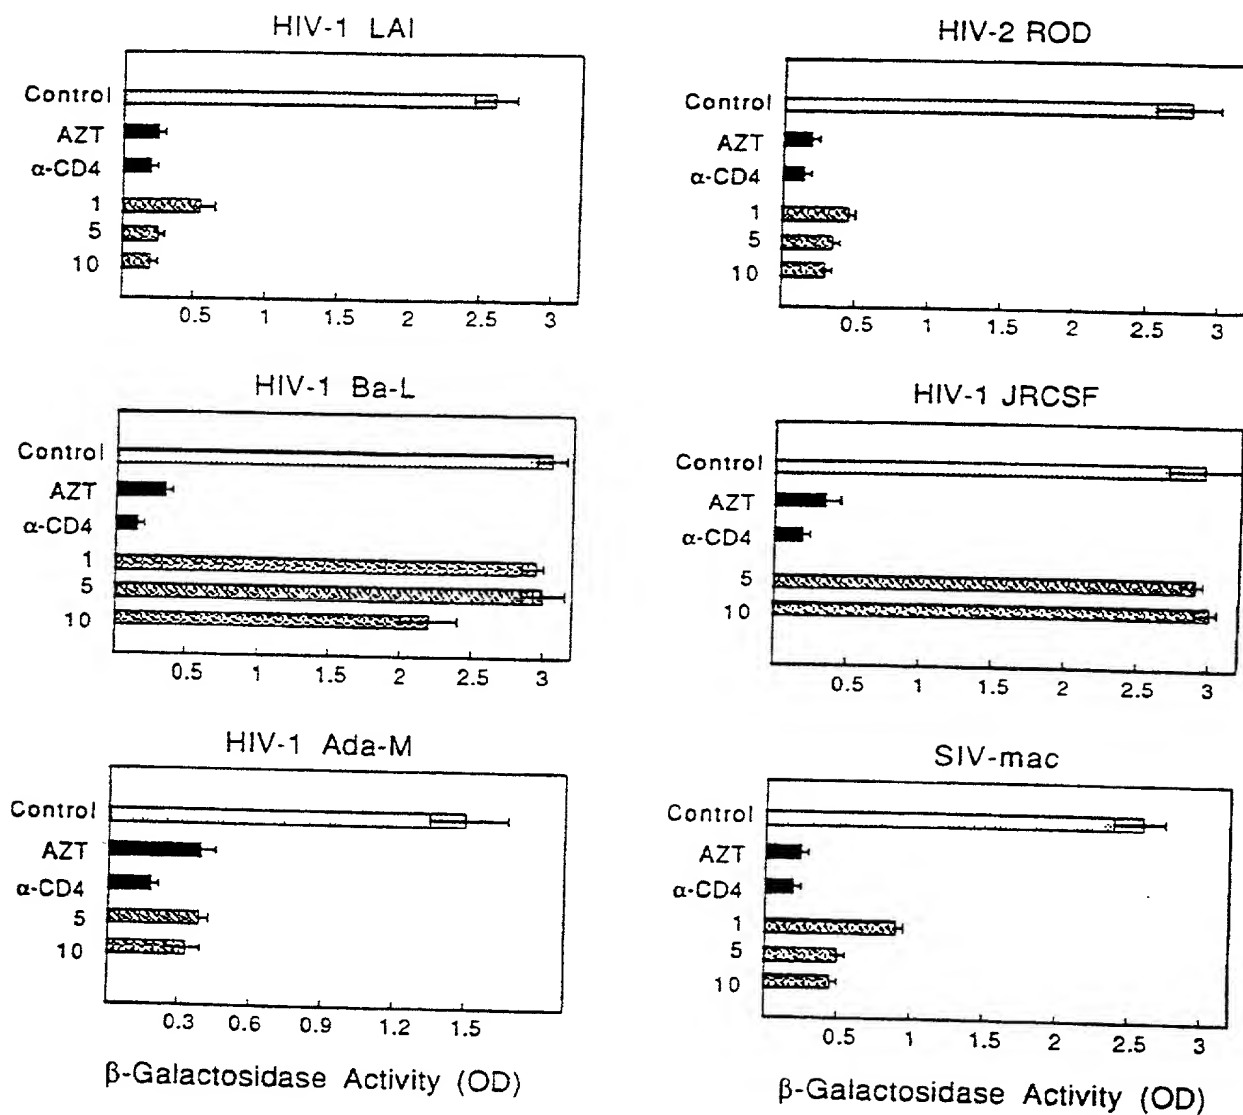 HIV-1 LAI
Control
AZT
α-CD4
1
5
10
0.5 1 1.5 2 2.5 3
HIV-2 ROD
Control
AZT
α-CD4
1
5
10
0.5 1 1.5 2 2.5 3
HIV-1 Ba-L
Control
AZT
α-CD4
1
5
10
0.5 1 1.5 2 2.5 3
HIV-1 JRCSF
Control
AZT
α-CD4
5
10
0.5 1 1.5 2 2.5 3
HIV-1 Ada-M
Control
AZT
α-CD4
5
10
0.3 0.6 0.9 1.2 1.5
β-Galactosidase Activity (OD)
SIV-mac
Control
AZT
α-CD4
1
5
10
0.5 1 1.5 2 2.5 3
β-Galactosidase Activity (OD)